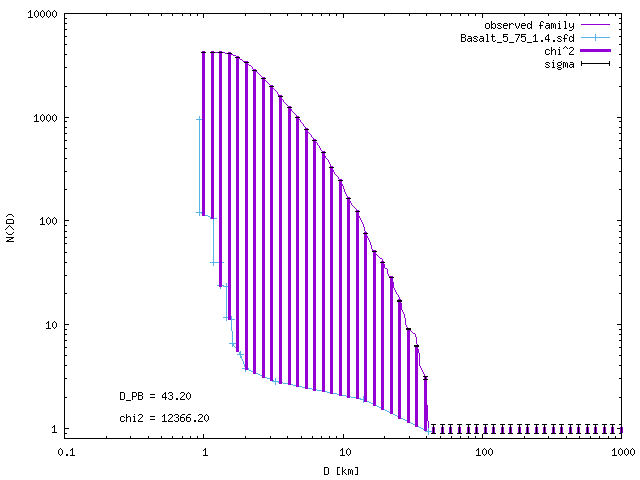 10000
1000
100
10
1
N(>D)
observed family
Basalt_5_75_1.4.sfd
chi^2
sigma
D_PB = 43.20
chi2 = 12366.20
0.1 1 10 100 1000
D [km]